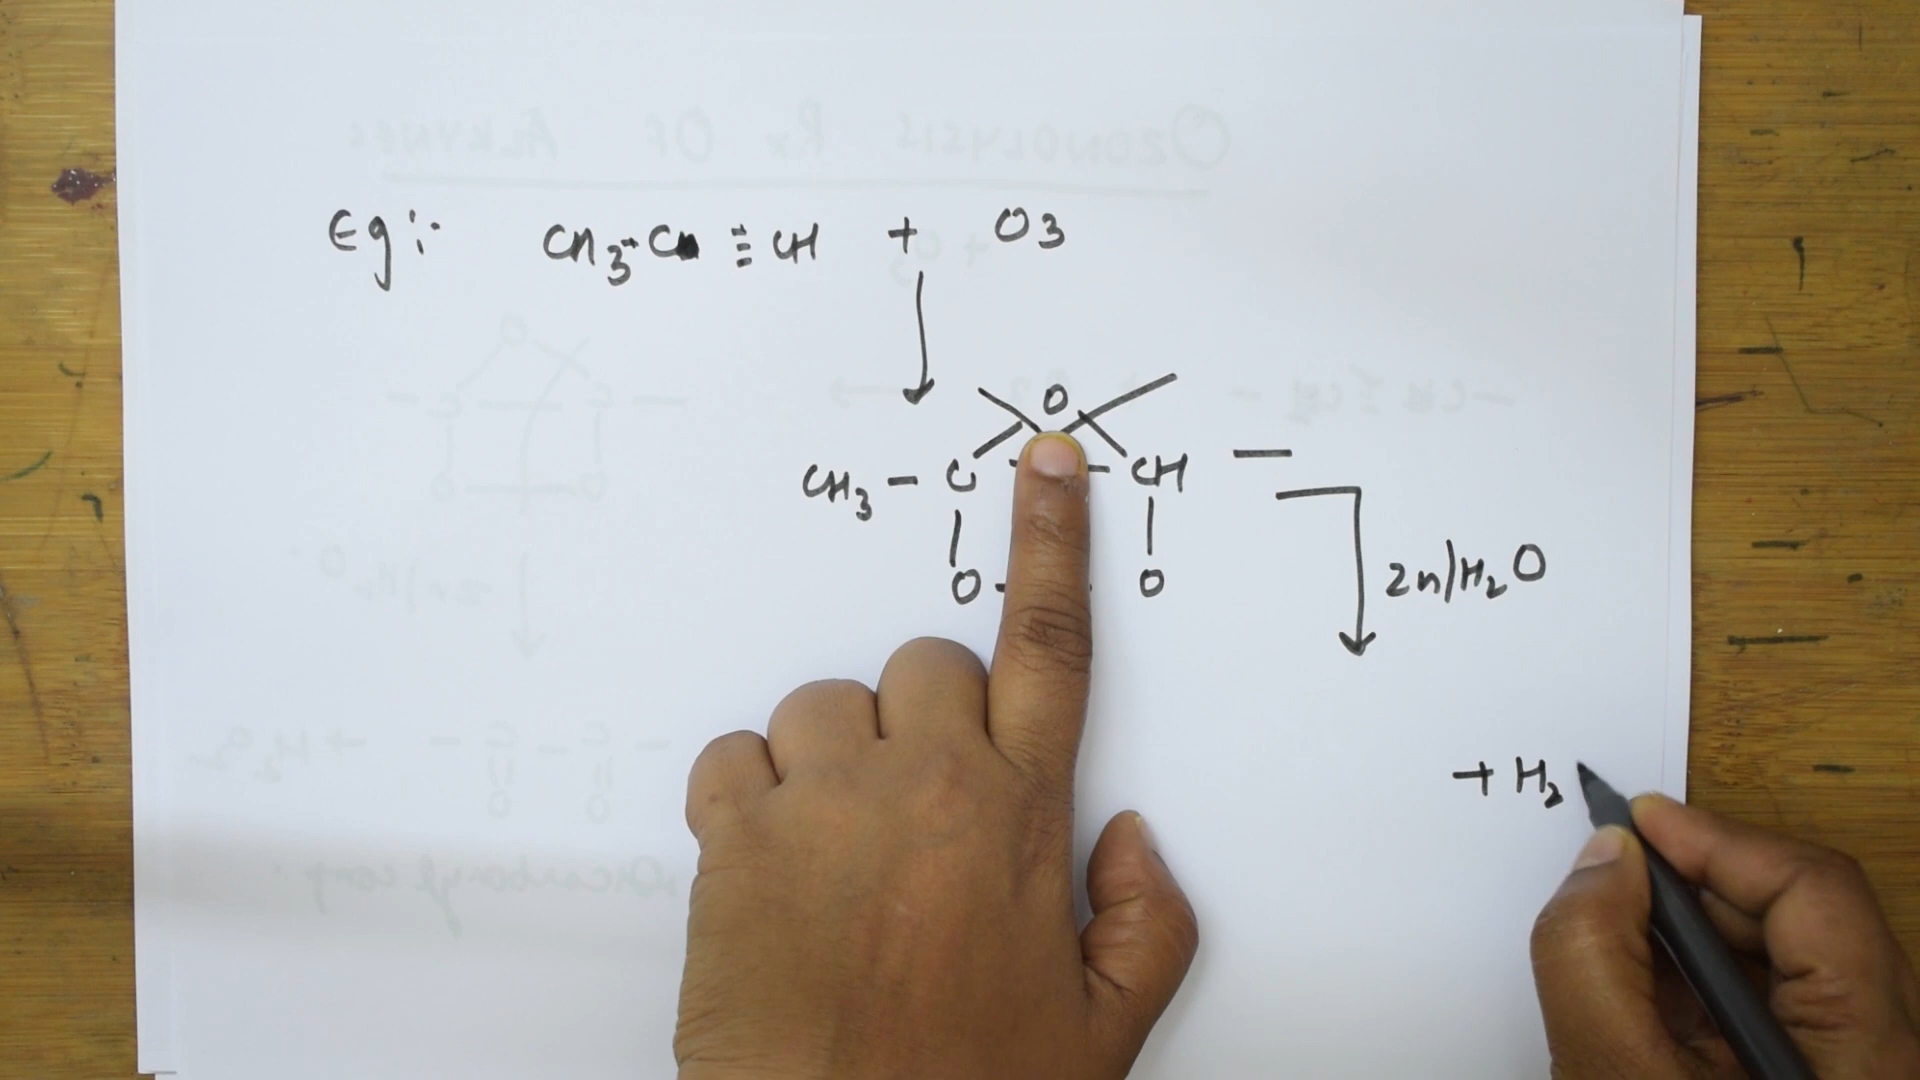 Eg:- CH3-C ≡ CH + O3
O
CH3 - C - CH
O - O
Zn/H2O
+ H2